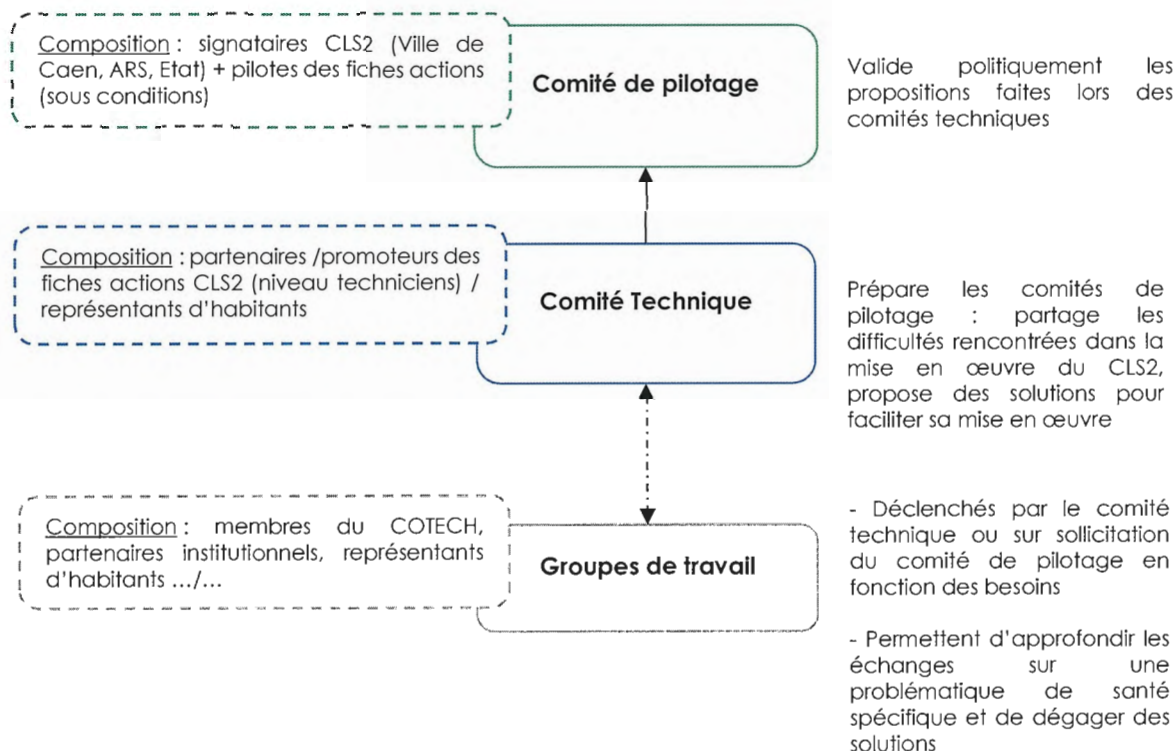 Composition : signataires CLS2 (Ville de
Caen, ARS, Etat) + pilotes des fiches actions
(sous conditions)
Comité de pilotage
Valide politiquement les
propositions faites lors des
comités techniques
Composition : partenaires /promoteurs des
fiches actions CLS2 (niveau techniciens) /
représentants d'habitants
Comité Technique
Prépare les comités de
pilotage : partage les
difficultés rencontrées dans la
mise en œuvre du CLS2,
propose des solutions pour
faciliter sa mise en œuvre
Composition : membres du COTECH,
partenaires institutionnels, représentants
d'habitants .../...
Groupes de travail
- Déclenchés par le comité
technique ou sur sollicitation
du comité de pilotage en
fonction des besoins
- Permettent d'approfondir les
échanges sur une
problématique de santé
spécifique et de dégager des
solutions